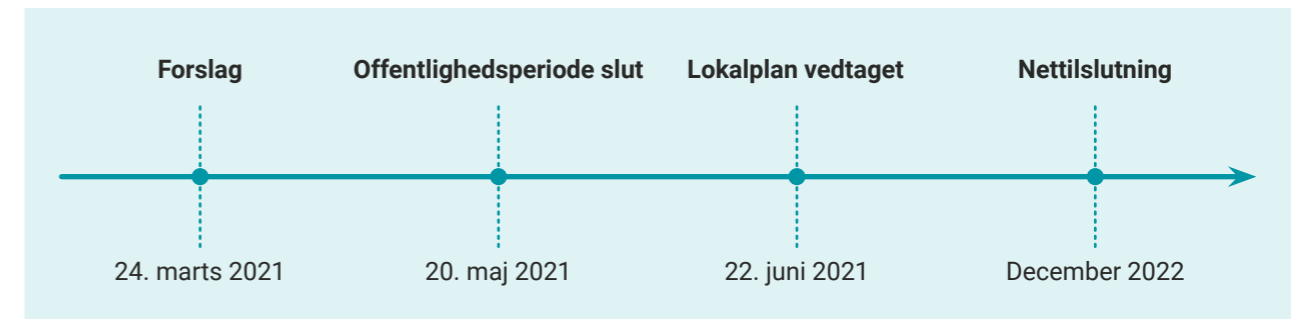 Forslag Offentlighedsperiode slut Lokalplan vedtaget Nettilslutning
24. marts 2021 20. maj 2021 22. juni 2021 December 2022